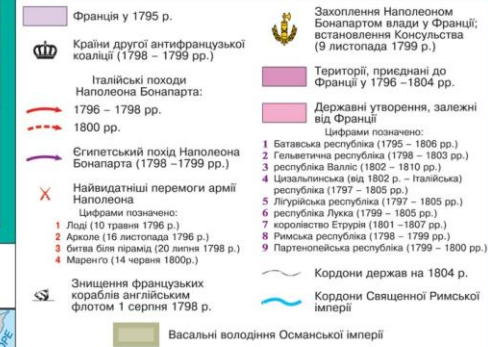 Франція у 1795 р.
Країни другої антифранцузької
коаліції (1798 – 1799 рр.)
Італійські походи
Наполеона Бонапарта:
1796 – 1798 рр.
1800 рр.
Єгипетський похід Наполеона
Бонапарта (1798 –1799 рр.)
Найвидатніші перемоги армії
Наполеона
Цифрами позначено:
1 Лоді (10 травня 1796 р.)
2 Арколе (16 листопада 1796 р.)
3 битва біля пірамід (20 липня 1798 р.)
4 Маренґо (14 червня 1800р.)
Знищення французьких
кораблів англійським
флотом 1 серпня 1798 р.
Захоплення Наполеоном
Бонапартом влади у Франції;
встановлення Консульства
(9 листопада 1799 р.)
Території, приєднані до
Франції у 1796 –1804 рр.
Державні утворення, залежні
від Франції
Цифрами позначено:
1 Батавська республіка (1795 – 1806 рр.)
2 Гельветична республіка (1798 – 1803 рр.)
3 республіка Валліс (1802 – 1810 рр.)
4 Цизальпинська (від 1802 р. – Італійська)
республіка (1797 – 1805 рр.)
5 Лігурійська республіка (1797 – 1805 рр.)
6 республіка Лукка (1799 – 1805 рр.)
7 королівство Етрурія (1801 –1807 рр.)
8 Римська республіка (1798 – 1799 рр.)
9 Партенопейська республіка (1799 – 1800 рр.)
Кордони держав на 1804 р.
Кордони Священної Римської
імперії
Васальні володіння Османської імперії